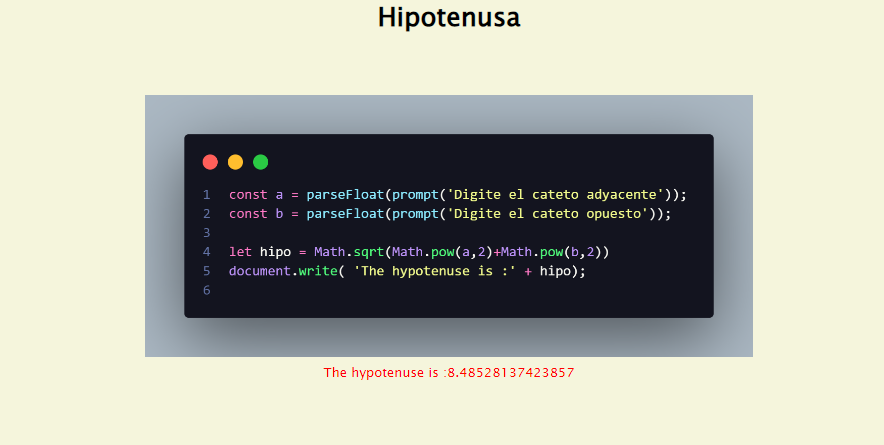 Hipotenusa
1 const a = parseFloat(prompt('Digite el cateto adyacente'));
2 const b = parseFloat(prompt('Digite el cateto opuesto'));
3
4 let hipo = Math.sqrt(Math.pow(a,2)+Math.pow(b,2))
5 document.write( 'The hypotenuse is :' + hipo);
6
The hypotenuse is :8.48528137423857